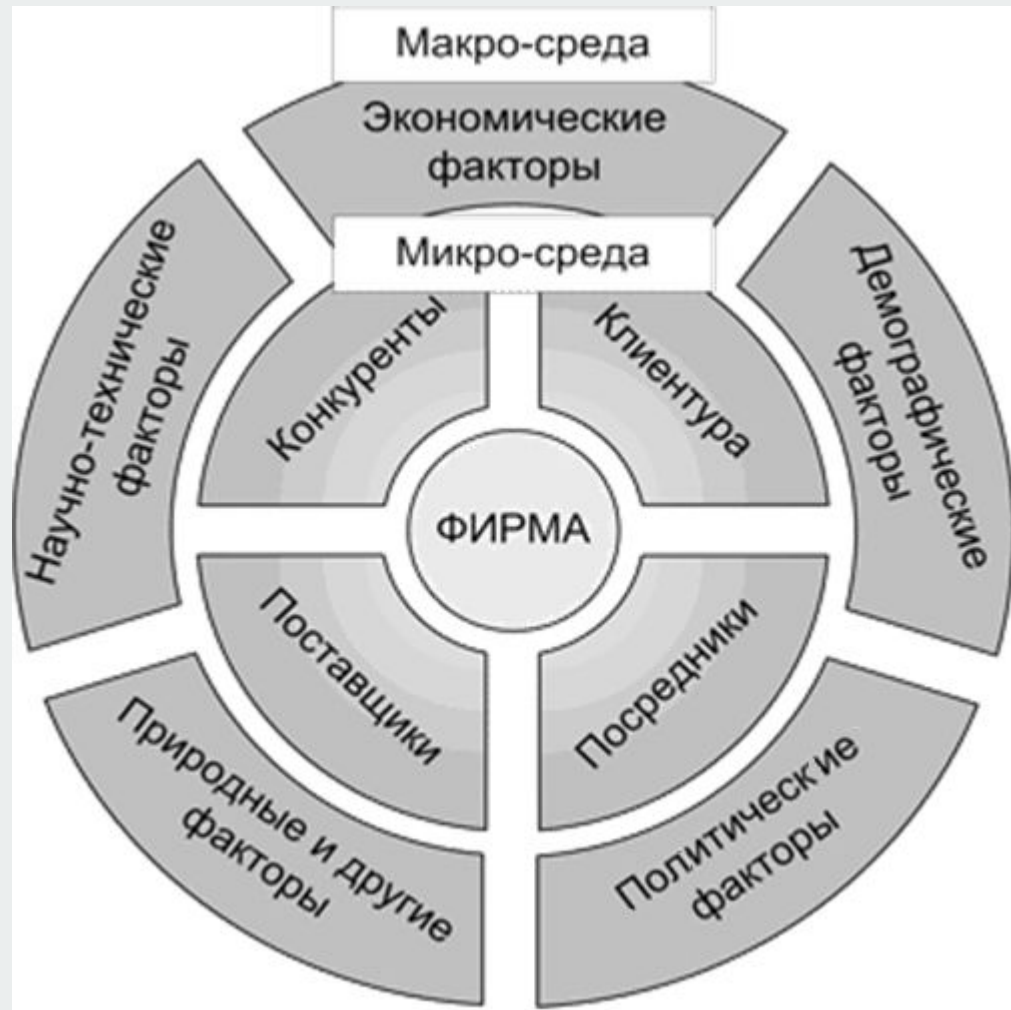 Макро-среда
Экономические
факторы
Микро-среда
Научно-технические
факторы
Демографические
факторы
Конкуренты
Клиентура
ФИРМА
Поставщики
Посредники
Природные и другие
факторы
Политические
факторы